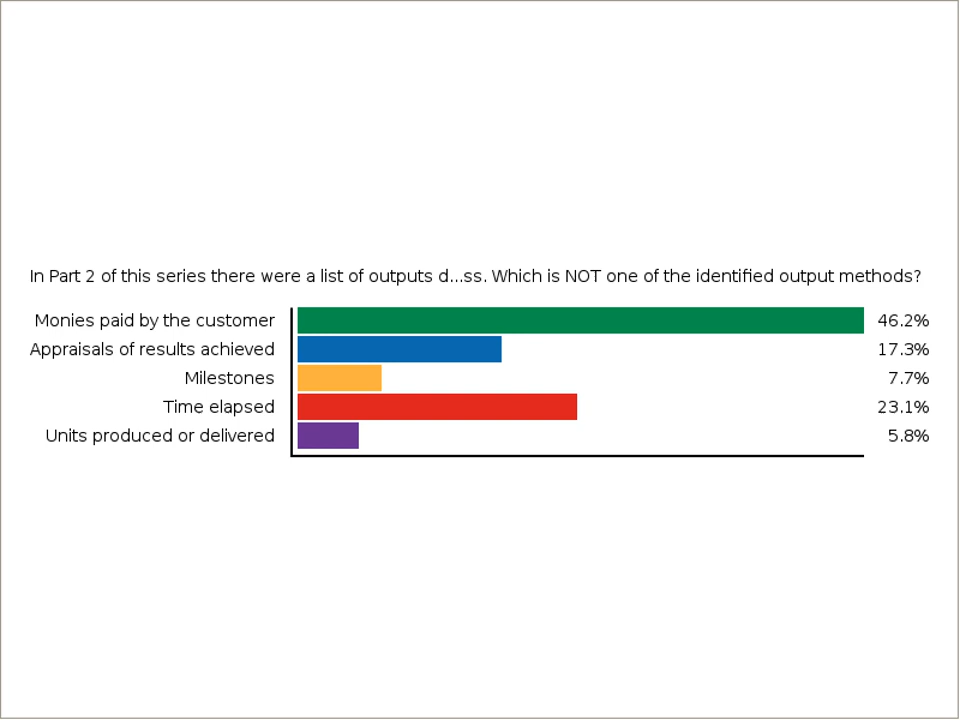 In Part 2 of this series there were a list of outputs d...ss. Which is NOT one of the identified output methods?
Monies paid by the customer 46.2%
Appraisals of results achieved 17.3%
Milestones 7.7%
Time elapsed 23.1%
Units produced or delivered 5.8%